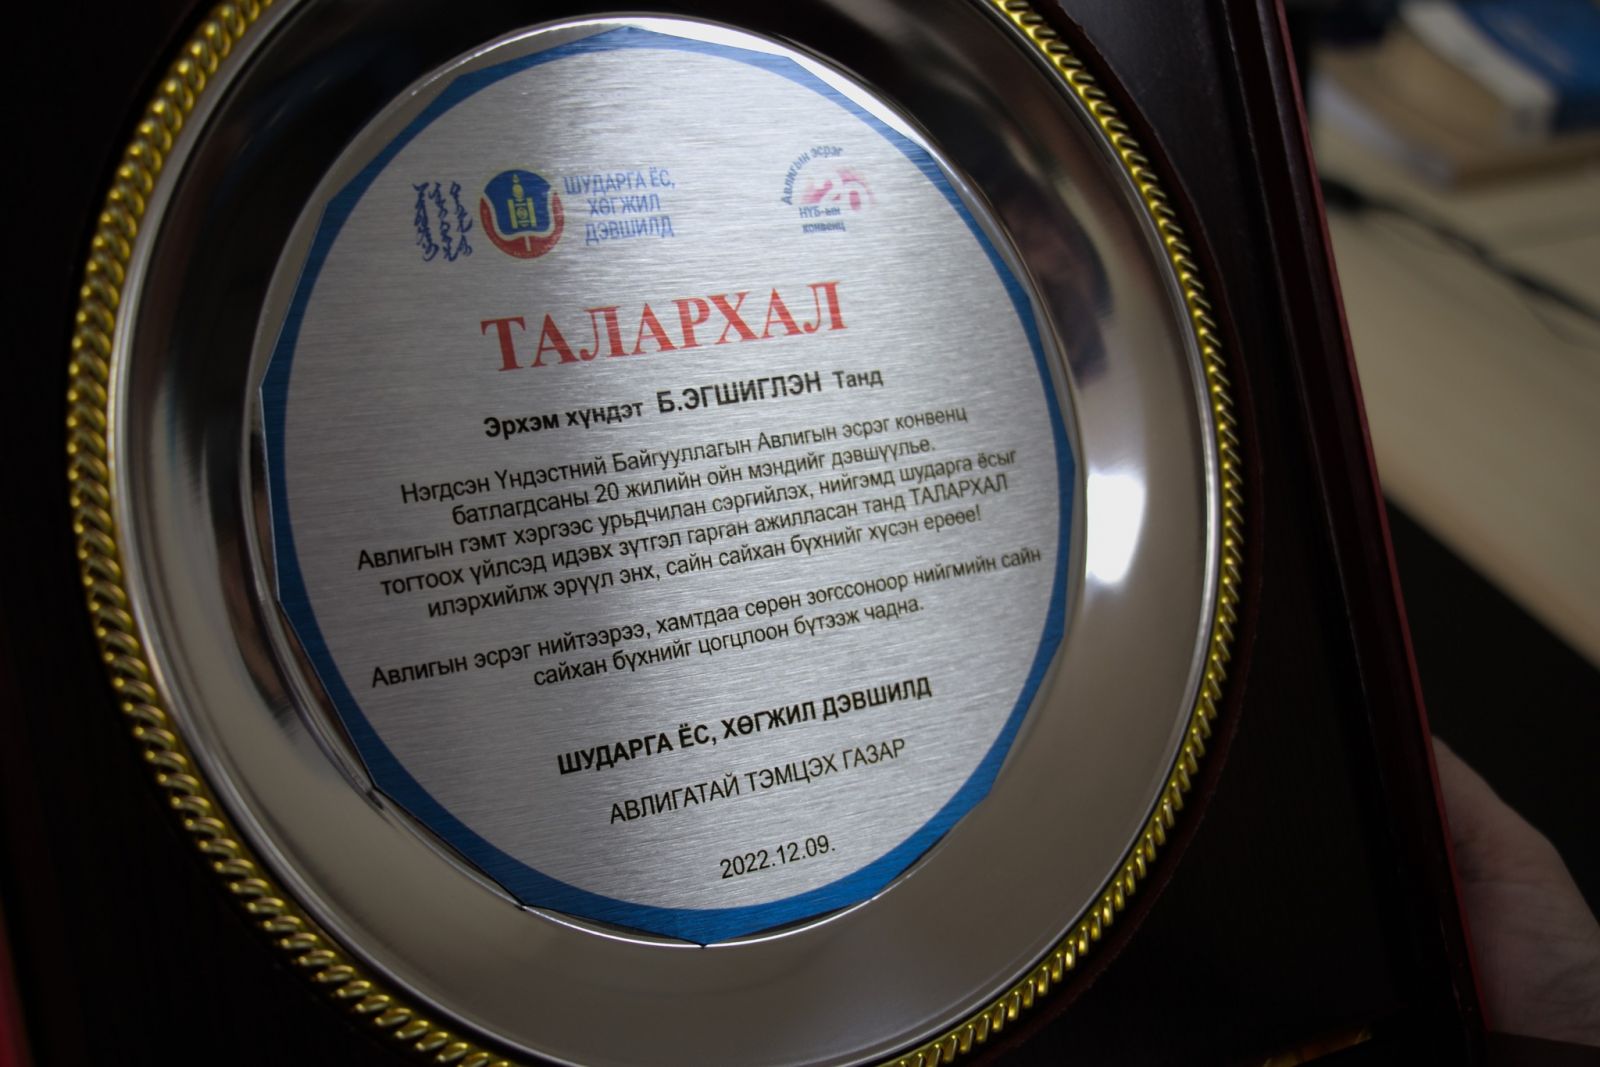 ШУДАРГА ЁС,
ХӨГЖИЛ
ДЭВШИЛД
Авлигын эсрэг
НҮБ-ын
конвенц
ТАЛАРХАЛ
Эрхэм хүндэт Б.ЭГШИГЛЭН Танд
Нэгдсэн Үндэстний Байгууллагын Авлигын эсрэг конвенц
батлагдсаны 20 жилийн ойн мэндийг дэвшүүлье.
Авлигын гэмт хэргээс урьдчилан сэргийлэх, нийгэмд шударга ёсыг
тогтоох үйлсэд идэвх зүтгэл гарган ажилласан танд ТАЛАРХАЛ
илэрхийлж эрүүл энх, сайн сайхан бүхнийг хүсэн ерөөе!
Авлигын эсрэг нийтээрээ, хамтдаа сөрөн зогссоноор нийгмийн сайн
сайхан бүхнийг цогцлоон бүтээж чадна.
ШУДАРГА ЁС, ХӨГЖИЛ ДЭВШИЛД
АВЛИГАТАЙ ТЭМЦЭХ ГАЗАР
2022.12.09.